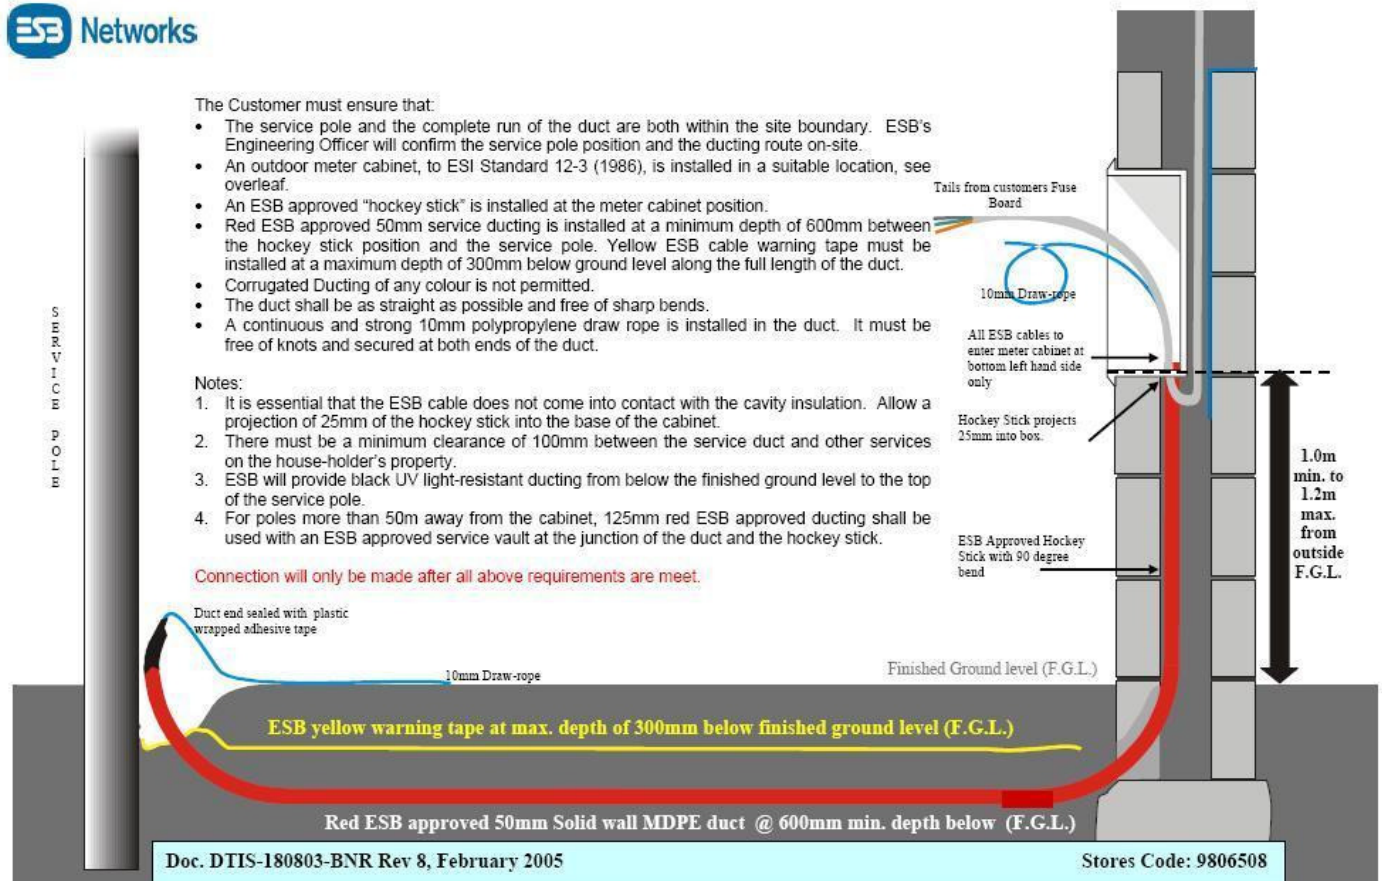 ESB Networks
The Customer must ensure that:
• The service pole and the complete run of the duct are both within the site boundary. ESB's
Engineering Officer will confirm the service pole position and the ducting route on-site.
• An outdoor meter cabinet, to ESI Standard 12-3 (1986), is installed in a suitable location, see
overleaf.
• An ESB approved “hockey stick” is installed at the meter cabinet position.
• Red ESB approved 50mm service ducting is installed at a minimum depth of 600mm between
the hockey stick position and the service pole. Yellow ESB cable warning tape must be
installed at a maximum depth of 300mm below ground level along the full length of the duct.
• Corrugated Ducting of any colour is not permitted.
• The duct shall be as straight as possible and free of sharp bends.
• A continuous and strong 10mm polypropylene draw rope is installed in the duct. It must be
free of knots and secured at both ends of the duct.
Notes:
1. It is essential that the ESB cable does not come into contact with the cavity insulation. Allow a
projection of 25mm of the hockey stick into the base of the cabinet.
2. There must be a minimum clearance of 100mm between the service duct and other services
on the house-holder's property.
3. ESB will provide black UV light-resistant ducting from below the finished ground level to the top
of the service pole.
4. For poles more than 50m away from the cabinet, 125mm red ESB approved ducting shall be
used with an ESB approved service vault at the junction of the duct and the hockey stick.
Connection will only be made after all above requirements are meet.
SERVICE POLE
Tails from customers Fuse
Board
10mm Draw-rope
All ESB cables to
enter meter cabinet at
bottom left hand side
only
Hockey Stick projects
25mm into box.
ESB Approved Hockey
Stick with 90 degree
bend
1.0m
min. to
1.2m
max.
from
outside
F.G.L.
Duct end sealed with plastic
wrapped adhesive tape
10mm Draw-rope
Finished Ground level (F.G.L.)
ESB yellow warning tape at max. depth of 300mm below finished ground level (F.G.L.)
Red ESB approved 50mm Solid wall MDPE duct @ 600mm min. depth below (F.G.L.)
Doc. DTIS-180803-BNR Rev 8, February 2005
Stores Code: 9806508